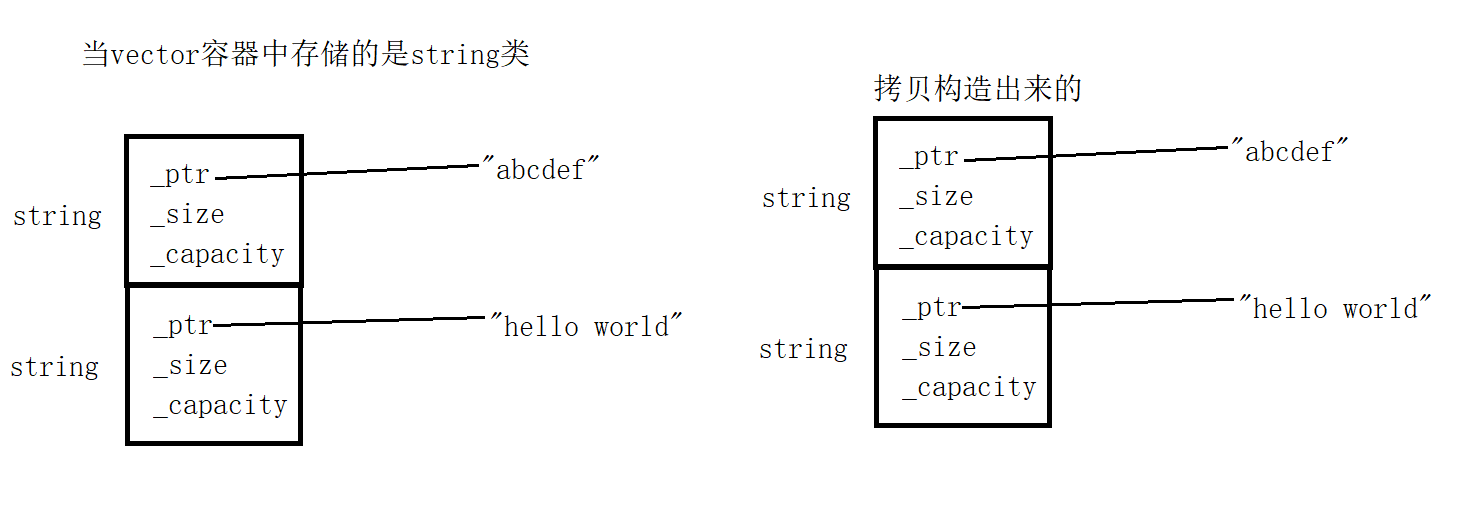 当vector容器中存储的是string类
string
_ptr
_size
_capacity
"abcdef"
string
_ptr
_size
_capacity
"hello world"
拷贝构造出来的
string
_ptr
_size
_capacity
"abcdef"
string
_ptr
_size
_capacity
"hello world"